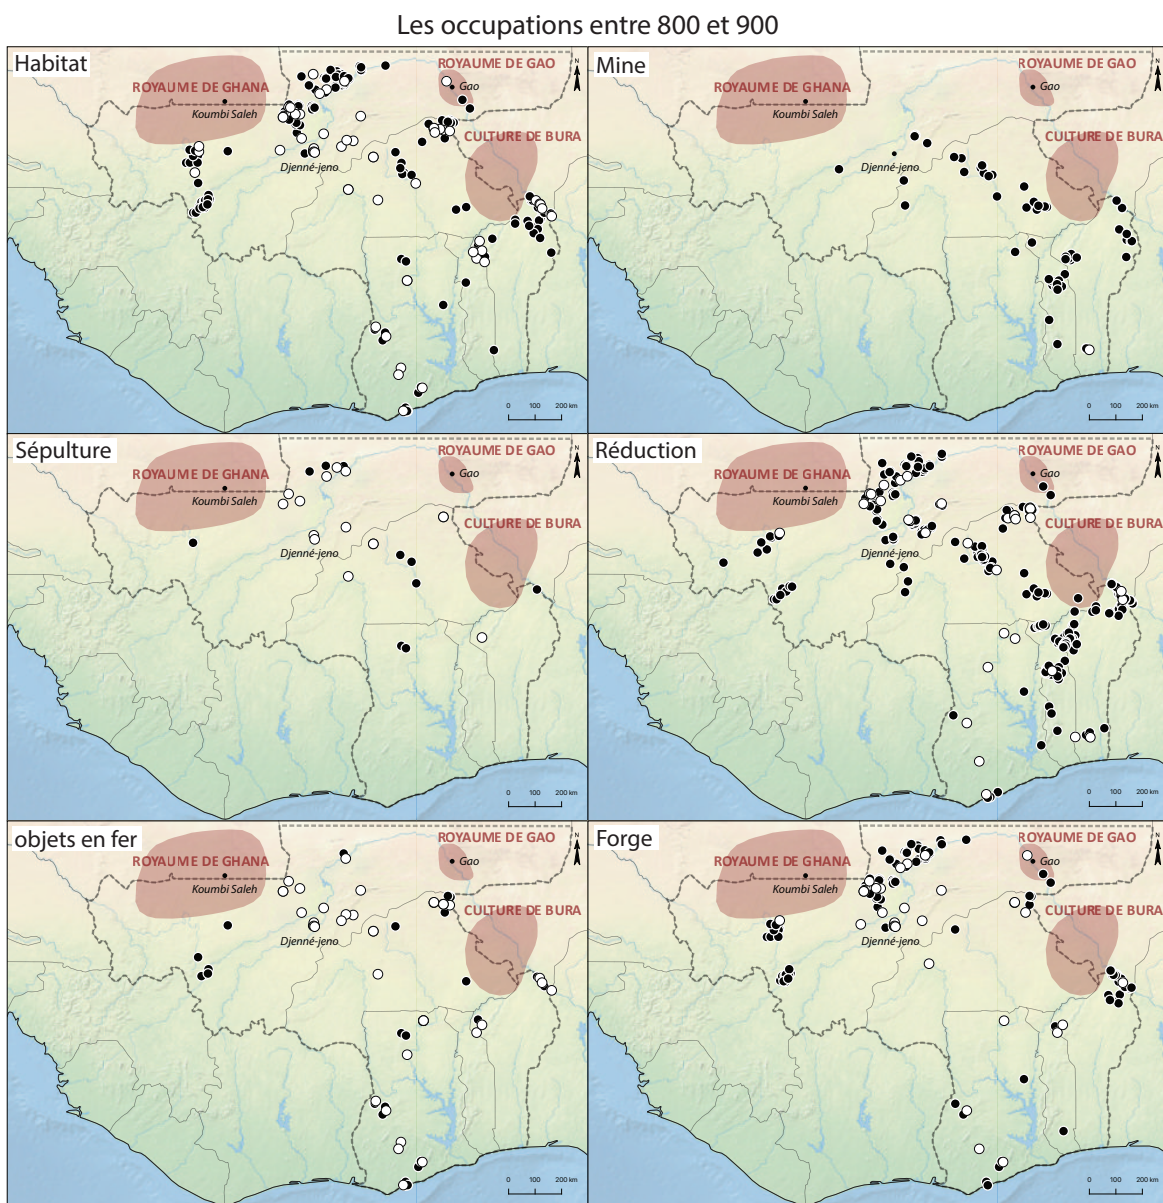 Les occupations entre 800 et 900
Habitat
ROYAUME DE GHANA
Koumbi Saleh
ROYAUME DE GAO
Gao
CULTURE DE BURA
Djenné-jeno
N
0 100 200 km
Mine
ROYAUME DE GHANA
Koumbi Saleh
ROYAUME DE GAO
Gao
CULTURE DE BURA
Djenné-jeno
N
0 100 200 km
Sépulture
ROYAUME DE GHANA
Koumbi Saleh
ROYAUME DE GAO
Gao
CULTURE DE BURA
Djenné-jeno
N
0 100 200 km
Réduction
ROYAUME DE GHANA
Koumbi Saleh
ROYAUME DE GAO
Gao
CULTURE DE BURA
Djenné-jeno
N
0 100 200 km
objets en fer
ROYAUME DE GHANA
Koumbi Saleh
ROYAUME DE GAO
Gao
CULTURE DE BURA
Djenné-jeno
N
0 100 200 km
Forge
ROYAUME DE GHANA
Koumbi Saleh
ROYAUME DE GAO
Gao
CULTURE DE BURA
Djenné-jeno
N
0 100 200 km